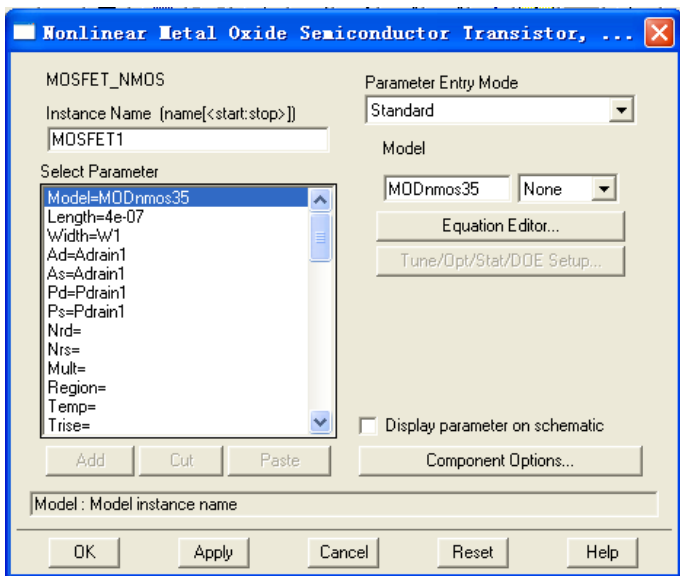 Nonlinear Metal Oxide Semiconductor Transistor, ...
MOSFET_NMOS
Instance Name (name[<start:stop>])
MOSFET1
Select Parameter
Model=MODnmos35
Length=4e-07
Width=W1
Ad=Adrain1
As=Adrain1
Pd=Pdrain1
Ps=Pdrain1
Nrd=
Nrs=
Mult=
Region=
Temp=
Trise=
Add Cut Paste
Parameter Entry Mode
Standard
Model
MODnmos35 None
Equation Editor...
Tune/Opt/Stat/DOE Setup...
Display parameter on schematic
Component Options...
Model : Model instance name
OK Apply Cancel Reset Help